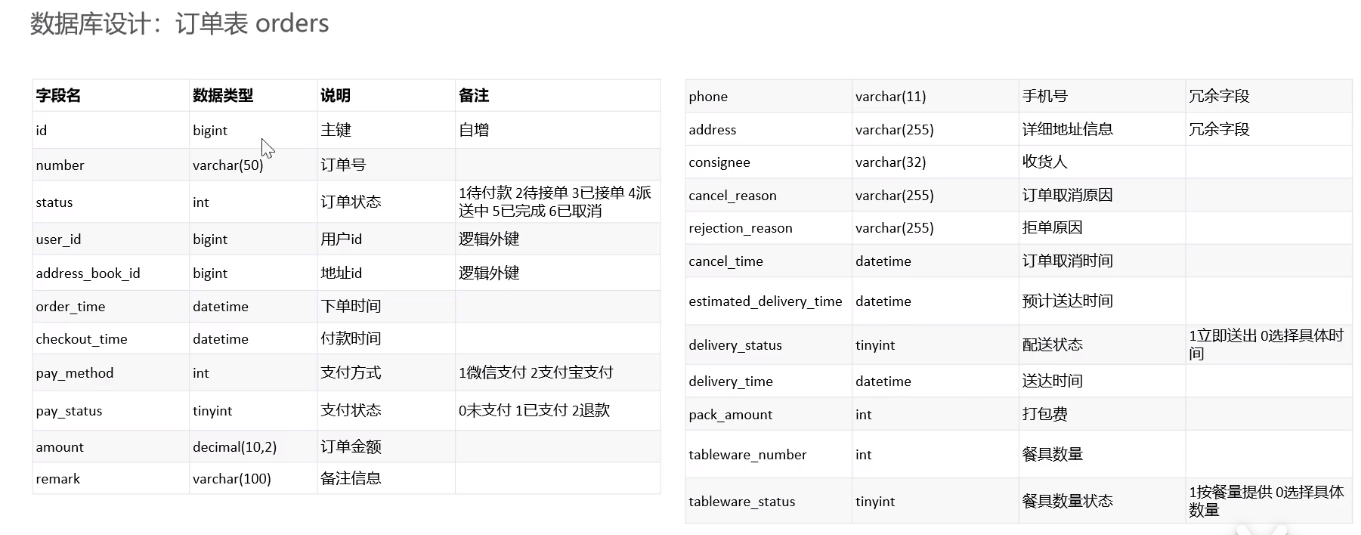 数据库设计：订单表 orders
字段名 数据类型 说明 备注
id bigint 主键 自增
number varchar(50) 订单号
status int 订单状态 1待付款 2待接单 3已接单 4派
送中 5已完成 6已取消
user_id bigint 用户id 逻辑外键
address_book_id bigint 地址id 逻辑外键
order_time datetime 下单时间
checkout_time datetime 付款时间
pay_method int 支付方式 1微信支付 2支付宝支付
pay_status tinyint 支付状态 0未支付 1已支付 2退款
amount decimal(10,2) 订单金额
remark varchar(100) 备注信息
phone varchar(11) 手机号 冗余字段
address varchar(255) 详细地址信息 冗余字段
consignee varchar(32) 收货人
cancel_reason varchar(255) 订单取消原因
rejection_reason varchar(255) 拒单原因
cancel_time datetime 订单取消时间
estimated_delivery_time datetime 预计送达时间
delivery_status tinyint 配送状态 1立即送出 0选择具体时
间
delivery_time datetime 送达时间
pack_amount int 打包费
tableware_number int 餐具数量
tableware_status tinyint 餐具数量状态 1按餐量提供 0选择具体
数量